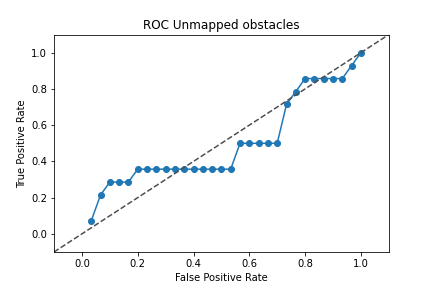 ROC Unmapped obstacles
True Positive Rate
1.0
0.8
0.6
0.4
0.2
0.0
0.0 0.2 0.4 0.6 0.8 1.0
False Positive Rate